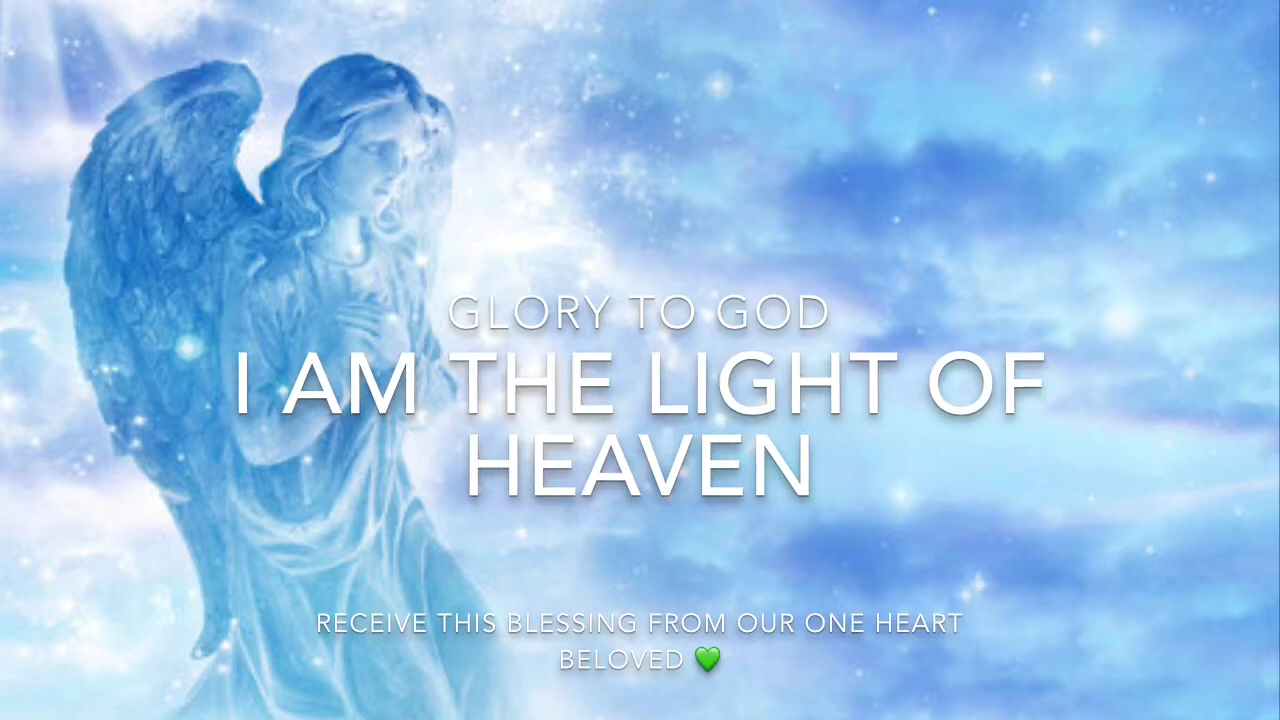 GLORY TO GOD
I AM THE LIGHT OF
HEAVEN
RECEIVE THIS BLESSING FROM OUR ONE HEART
BELOVED 💚